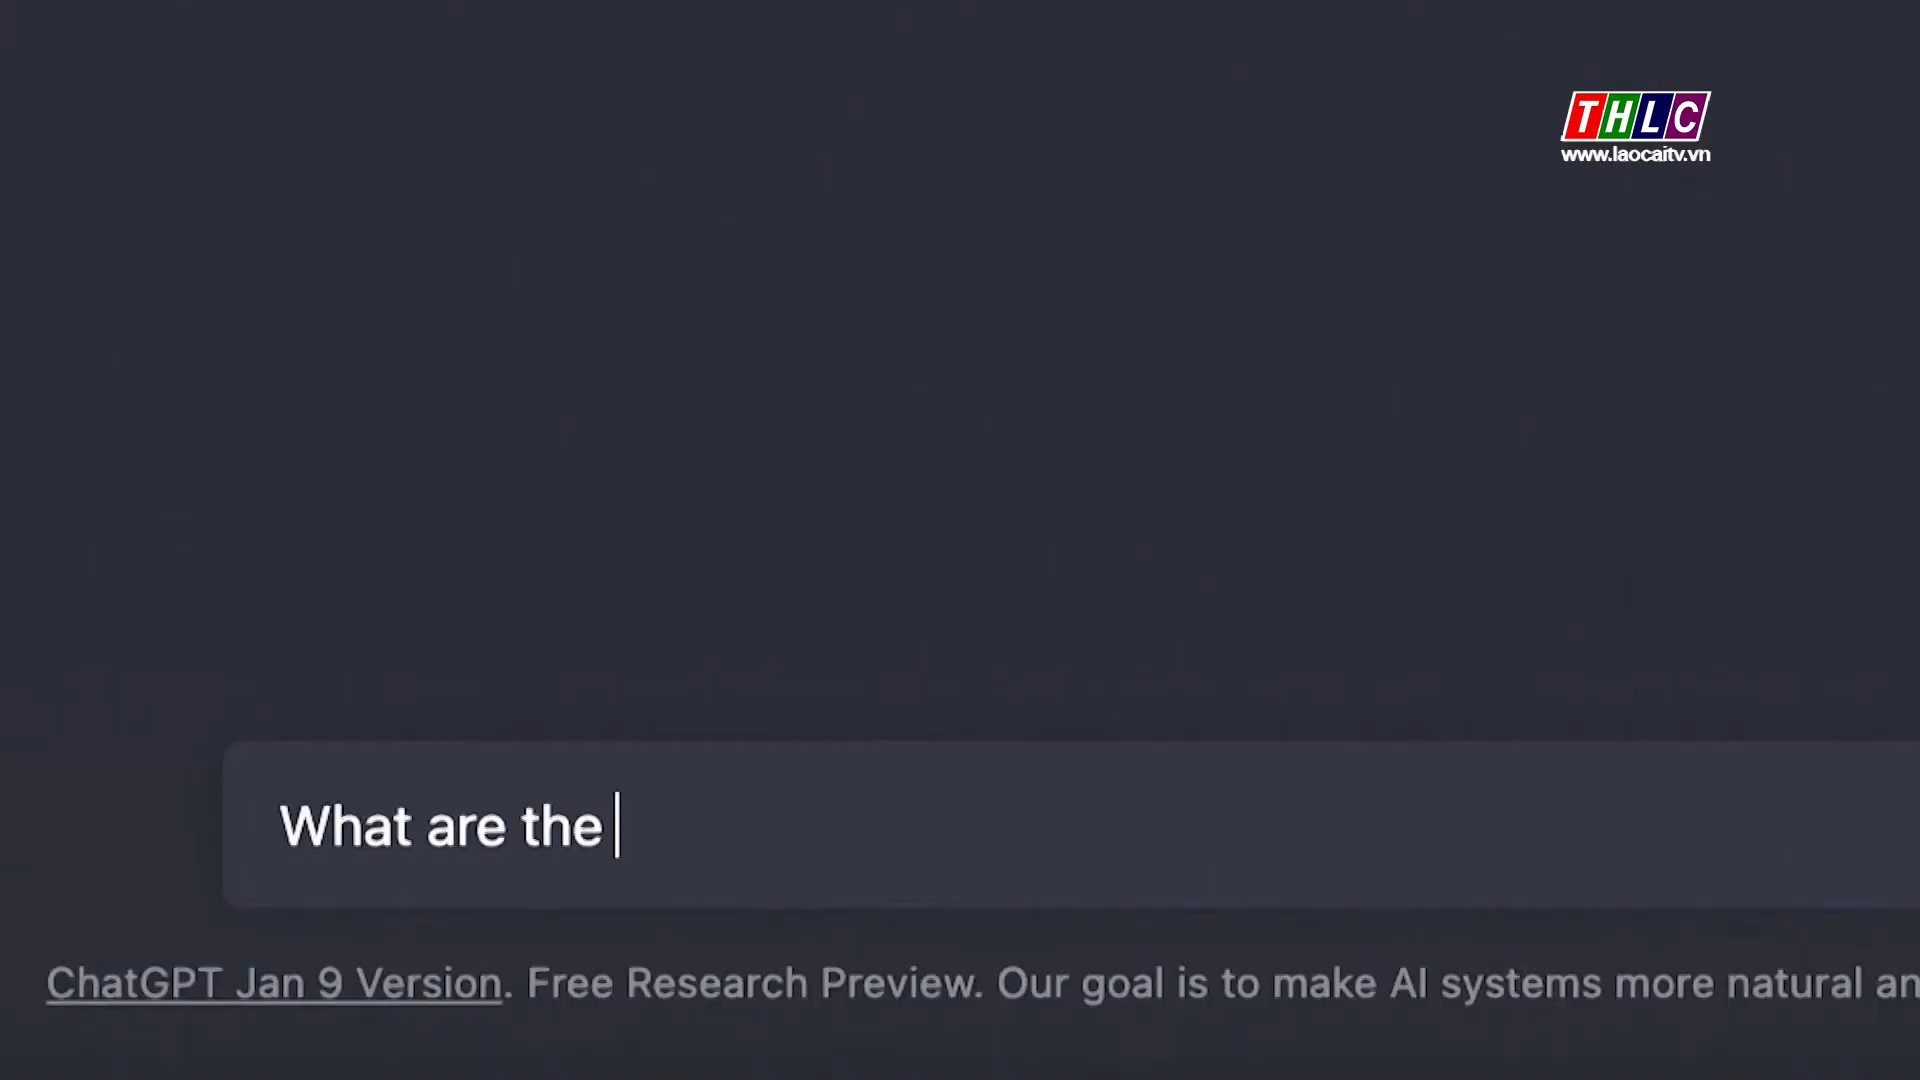 THLC
www.laocaitv.vn
What are the
ChatGPT Jan 9 Version. Free Research Preview. Our goal is to make AI systems more natural an